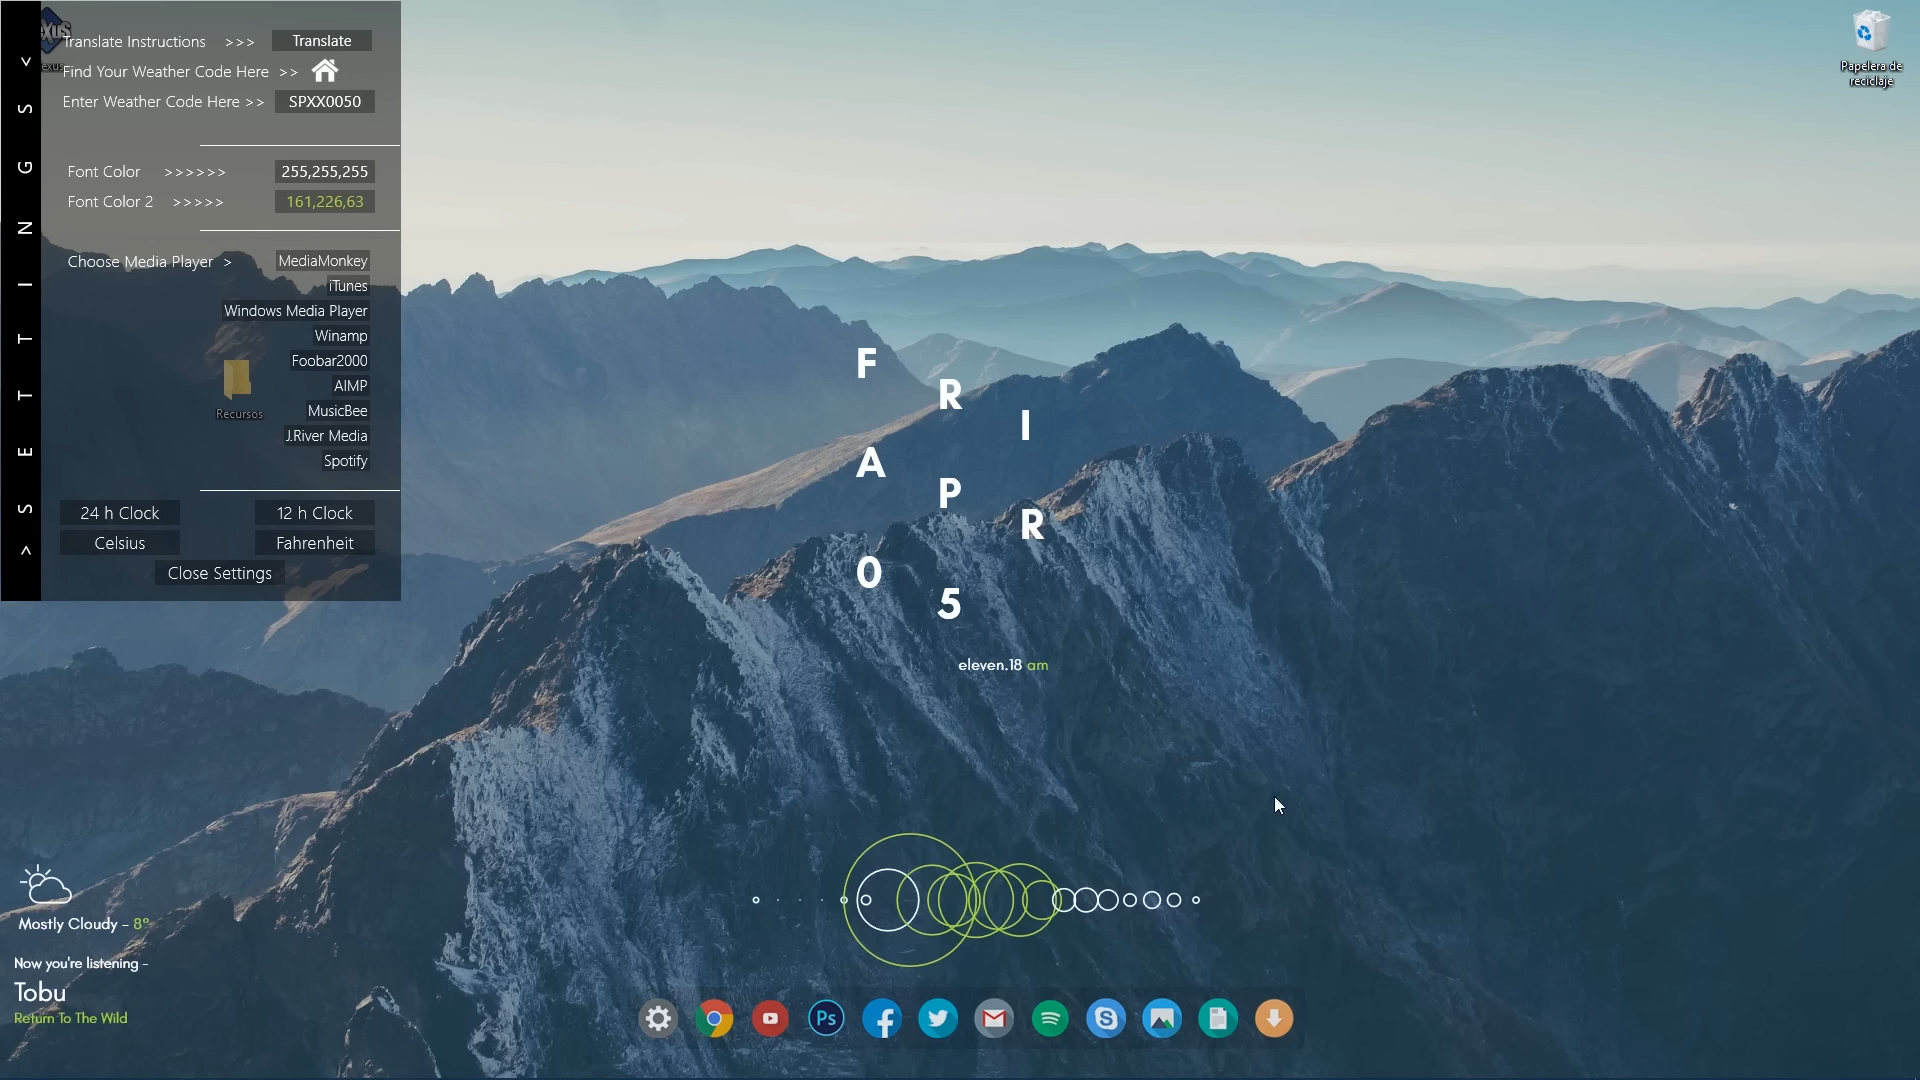 Translate Instructions >>> Translate
Find Your Weather Code Here >>
Enter Weather Code Here >> SPXX0050
Font Color >>>>>> 255,255,255
Font Color 2 >>>>> 161,226,63
Choose Media Player > MediaMonkey
iTunes
Windows Media Player
Winamp
Foobar2000
AIMP
MusicBee
J.River Media
Spotify
24 h Clock 12 h Clock
Celsius Fahrenheit
Close Settings
> S E T T I N G S <
Recursos
Papelera de
reciclaje
F R I
A P R
0 5
eleven.18 am
Mostly Cloudy - 8°
Now you're listening -
Tobu
Return To The Wild
Ps